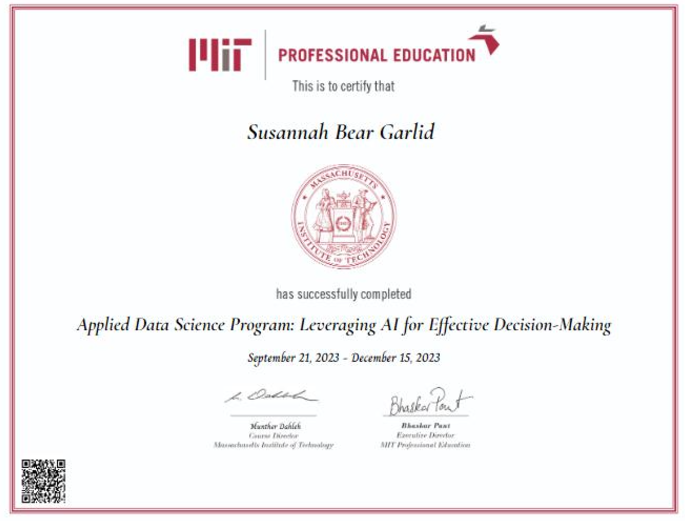 MIT PROFESSIONAL EDUCATION
This is to certify that
Susannah Bear Garlid
MASSACHUSETTS
INSTITUTE OF TECHNOLOGY
has successfully completed
Applied Data Science Program: Leveraging AI for Effective Decision-Making
September 21, 2023 - December 15, 2023
Bhaskar Pant
Munther Dahleh
Course Director
Massachusetts Institute of Technology
Bhaskar Pant
Executive Director
MIT Professional Education